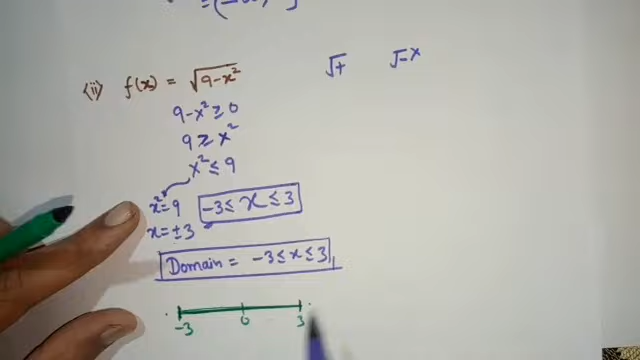 (ii) f(x) = √9-x²
√+ √-x
9-x² ≥ 0
9 ≥ x²
x² ≤ 9
x² = 9
-3 ≤ x ≤ 3
x = ±3
Domain = -3 ≤ x ≤ 3
-3 0 3